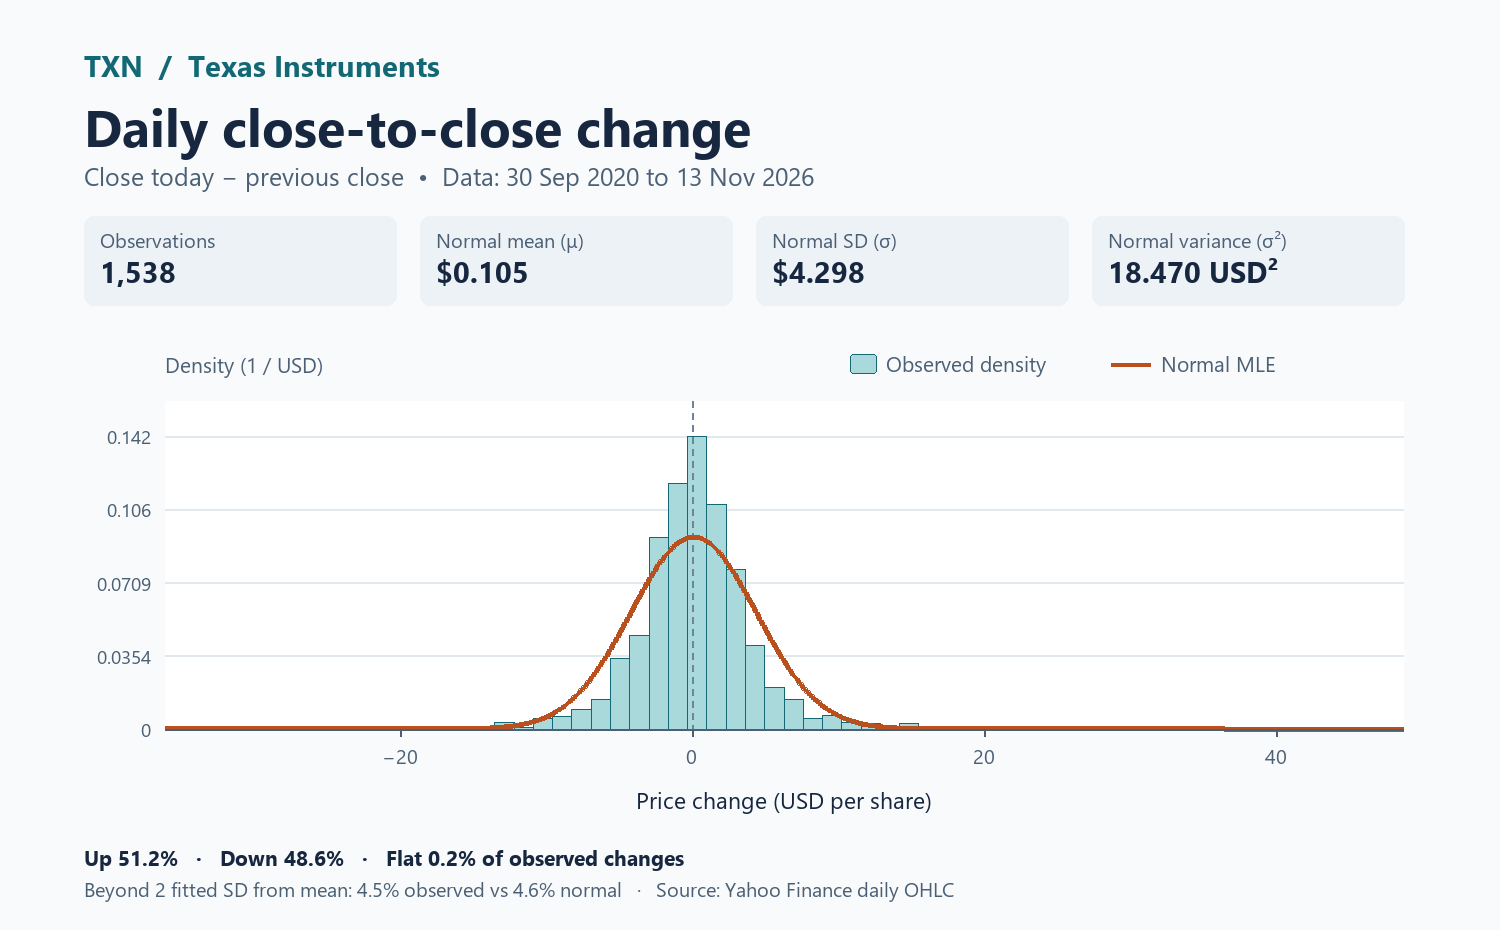 TXN / Texas Instruments
Daily close-to-close change
Close today − previous close • Data: 30 Sep 2020 to 13 Nov 2026
Observations
1,538
Normal mean (μ)
$0.105
Normal SD (σ)
$4.298
Normal variance (σ²)
18.470 USD²
Density (1 / USD)
Observed density
Normal MLE
0.142
0.106
0.0709
0.0354
0
−20
0
20
40
Price change (USD per share)
Up 51.2% · Down 48.6% · Flat 0.2% of observed changes
Beyond 2 fitted SD from mean: 4.5% observed vs 4.6% normal · Source: Yahoo Finance daily OHLC